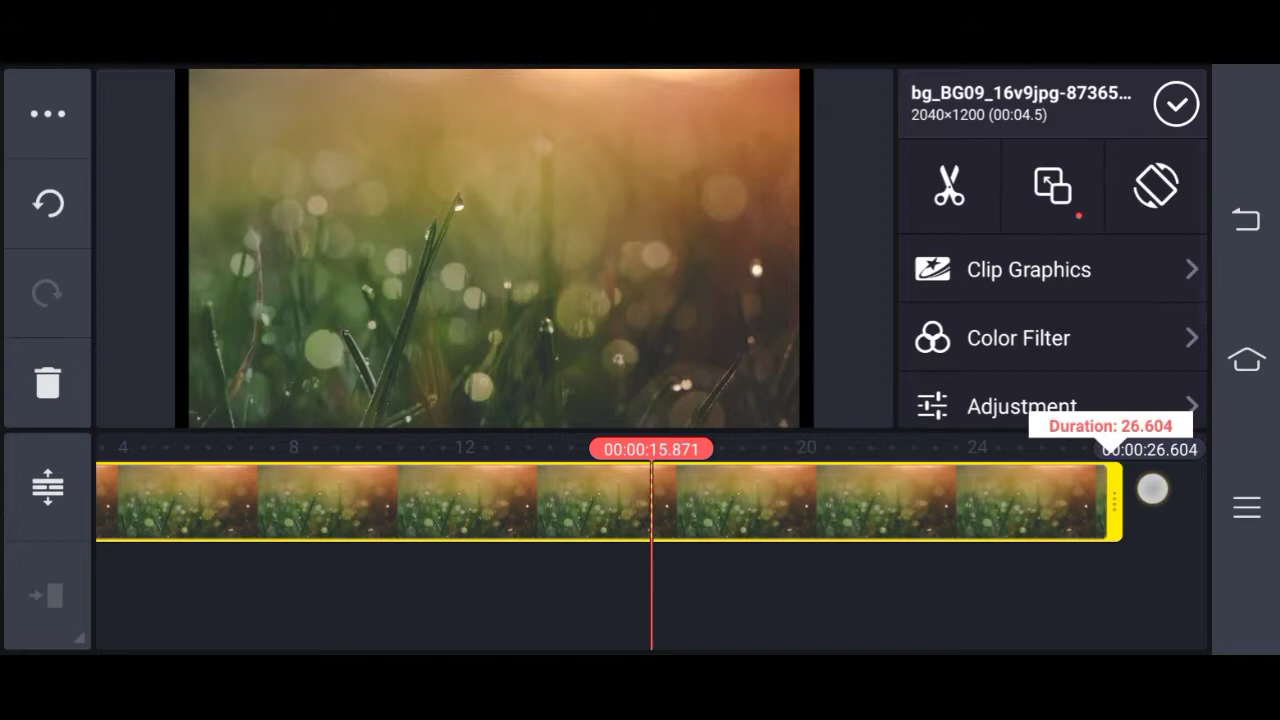 bg_BG09_16v9jpg-87365...
2040×1200 (00:04.5)
Clip Graphics
Color Filter
Adjustment
Duration: 26.604
4 8 12 00:00:15.871 20 24 00:00:26.604